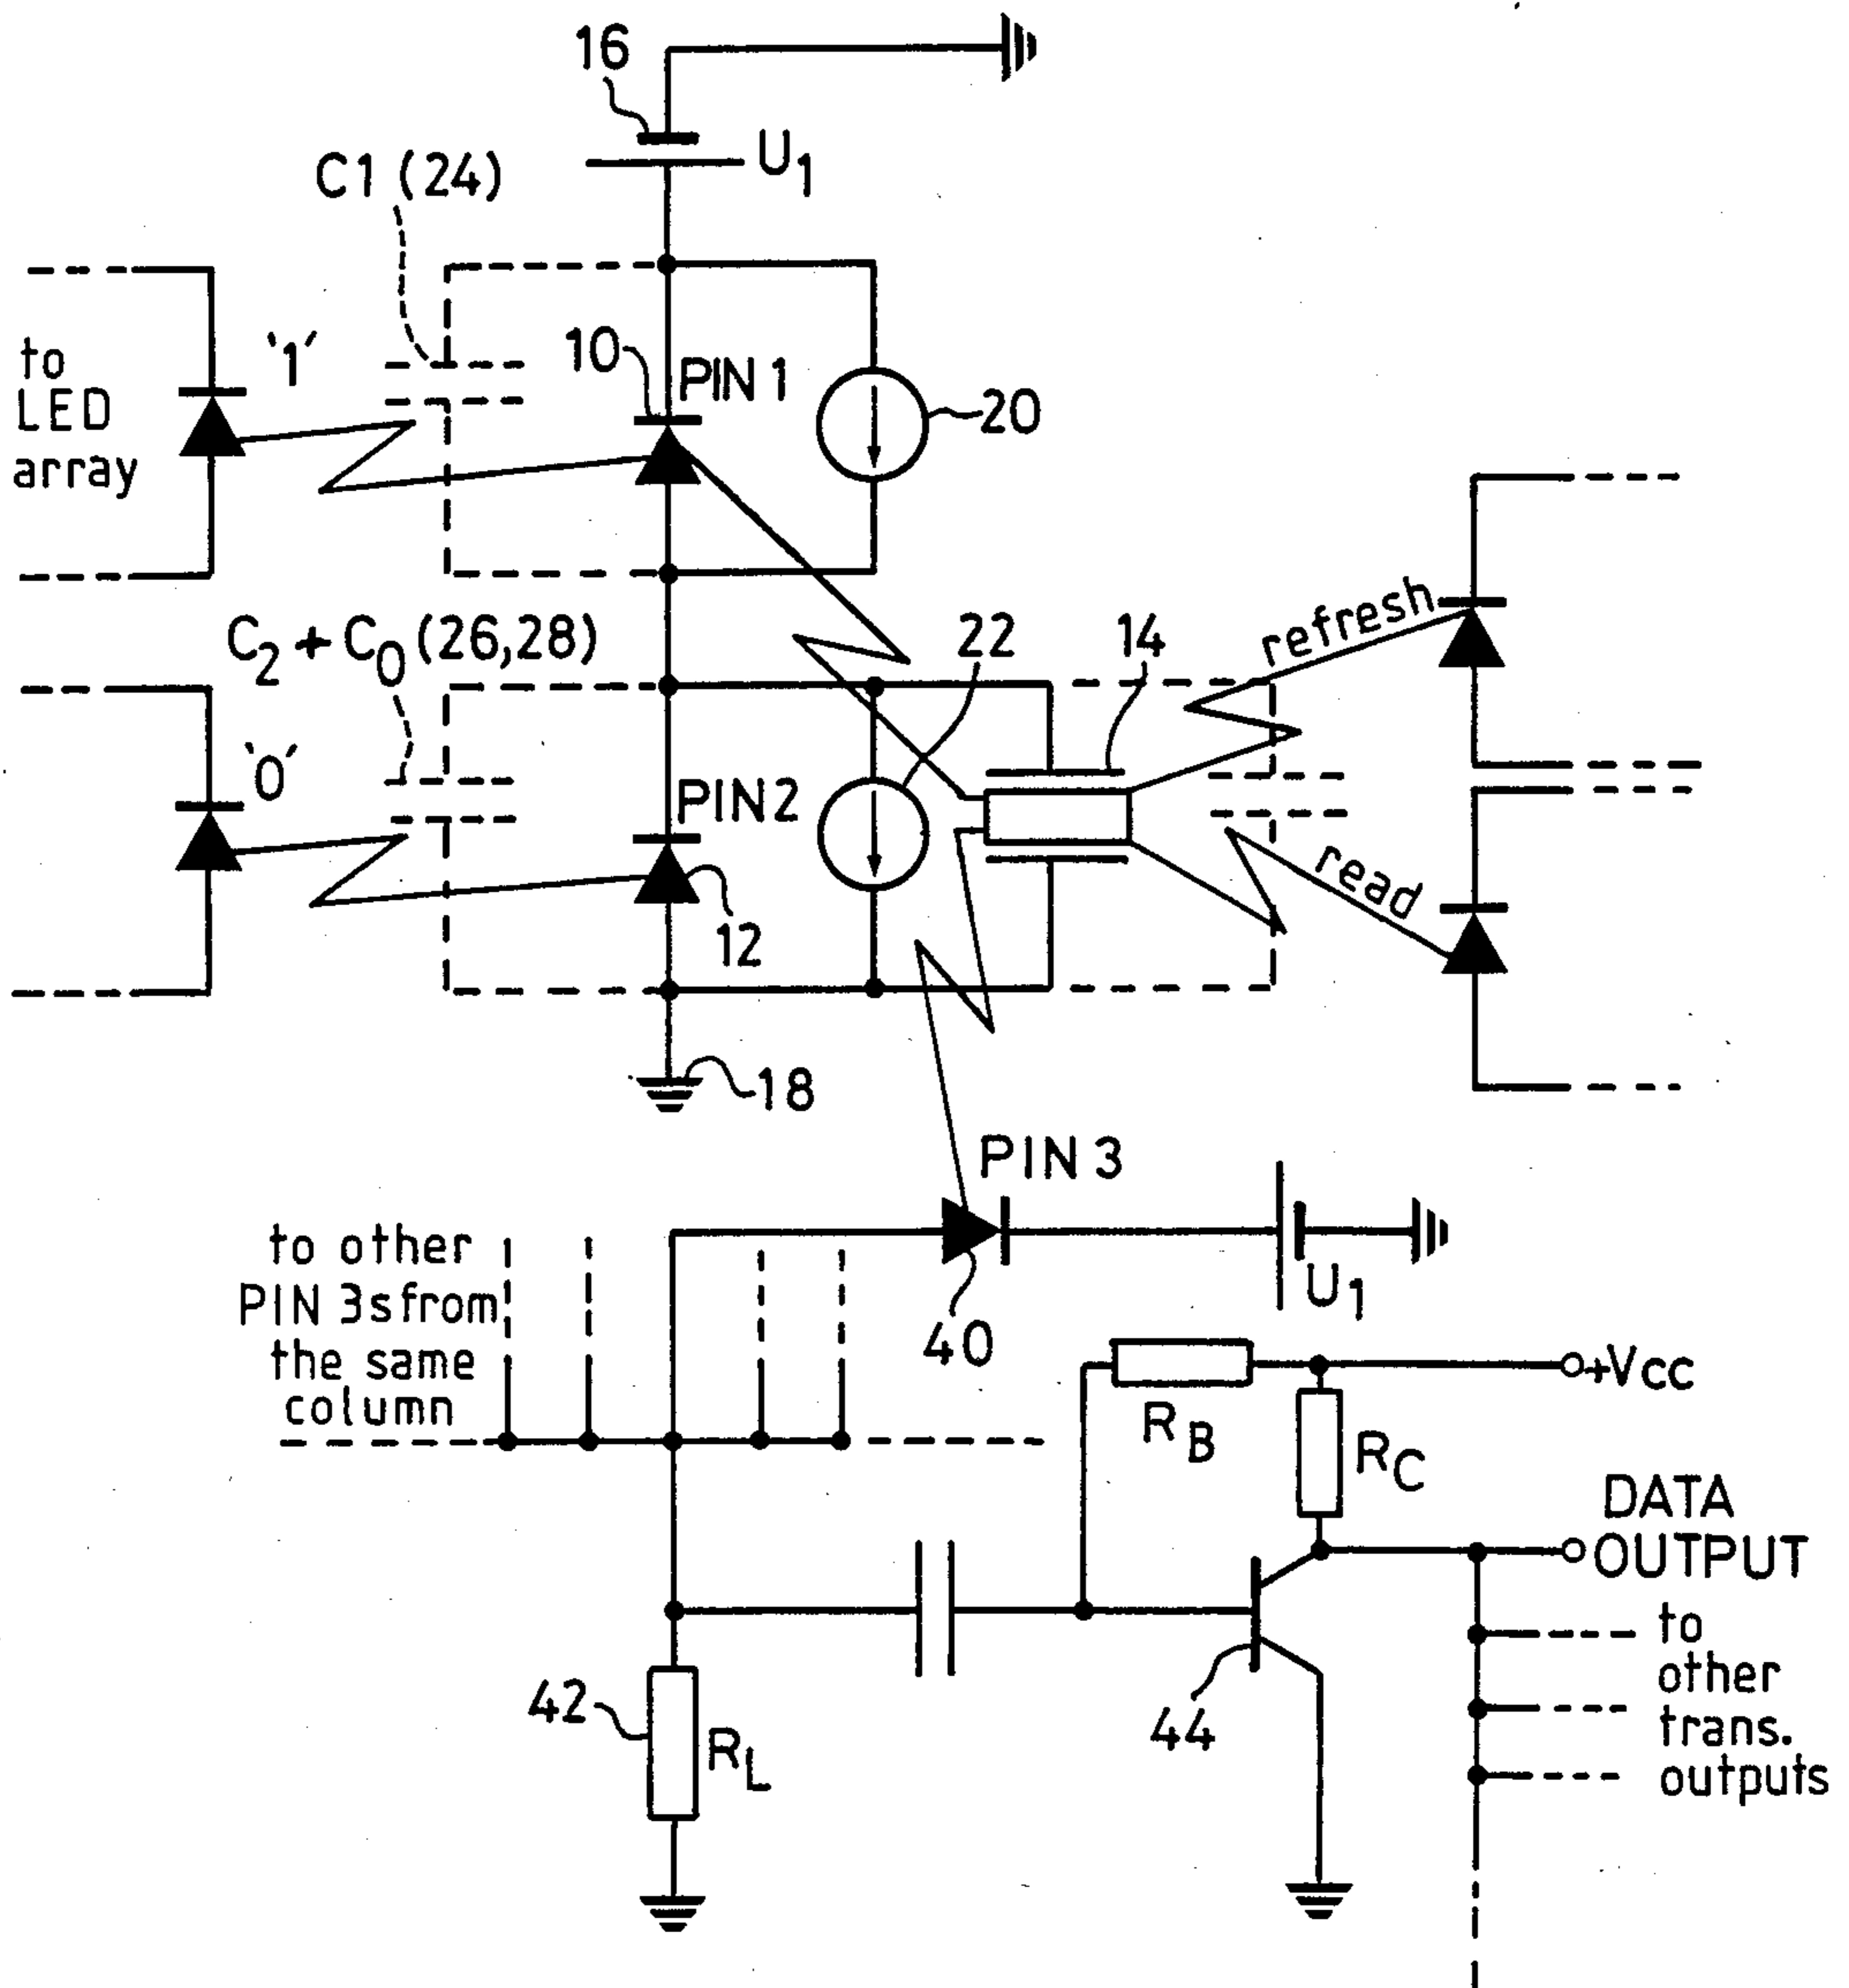 16
U1
C1 (24)
to
LED
array
'1'
10
PIN 1
20
C2 + C0 (26,28)
22
14
refresh
'0'
PIN2
read
12
18
PIN 3
to other
PIN 3s from
the same
column
40
U1
+Vcc
RB
RC
DATA
OUTPUT
to
other
trans.
outputs
42
RL
44